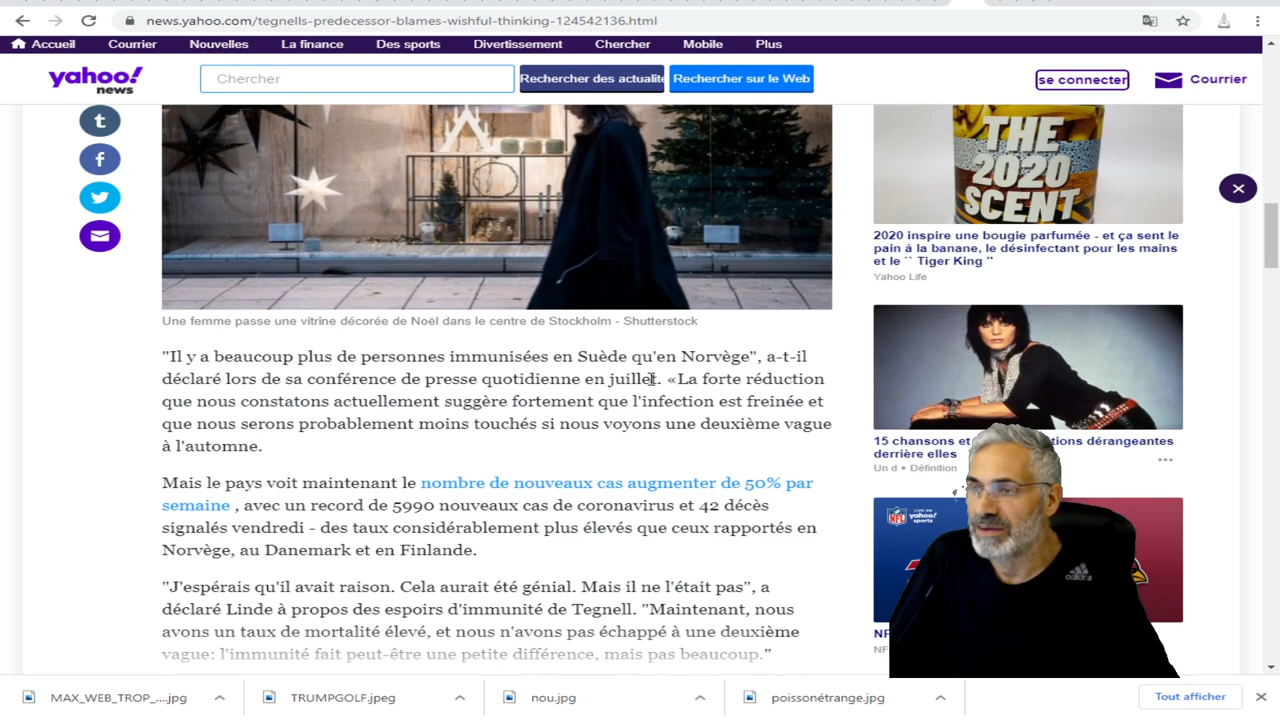 news.yahoo.com/tegnells-predecessor-blames-wishful-thinking-124542136.html
Accueil Courrier Nouvelles La finance Des sports Divertissement Chercher Mobile Plus
yahoo!
news
Chercher
Rechercher des actualité
Rechercher sur le Web
se connecter
Courrier
THE
2020
SCENT
2020 inspire une bougie parfumée - et ça sent le
pain à la banane, le désinfectant pour les mains
et le `` Tiger King ''
Yahoo Life
Une femme passe une vitrine décorée de Noël dans le centre de Stockholm - Shutterstock
"Il y a beaucoup plus de personnes immunisées en Suède qu'en Norvège", a-t-il
déclaré lors de sa conférence de presse quotidienne en juillet. «La forte réduction
que nous constatons actuellement suggère fortement que l'infection est freinée et
que nous serons probablement moins touchés si nous voyons une deuxième vague
à l'automne.
Mais le pays voit maintenant le nombre de nouveaux cas augmenter de 50% par
semaine , avec un record de 5990 nouveaux cas de coronavirus et 42 décès
signalés vendredi - des taux considérablement plus élevés que ceux rapportés en
Norvège, au Danemark et en Finlande.
"J'espérais qu'il avait raison. Cela aurait été génial. Mais il ne l'était pas", a
déclaré Linde à propos des espoirs d'immunité de Tegnell. "Maintenant, nous
avons un taux de mortalité élevé, et nous n'avons pas échappé à une deuxième
vague: l'immunité fait peut-être une petite différence, mais pas beaucoup."
15 chansons et tions dérangeantes
derrière elles
Un d • Définition
NFL
LIVE ON
yahoo!
sports
adidas
NF
NF
MAX_WEB_TROP_....jpg
TRUMPGOLF.jpeg
nou.jpg
poissonétrange.jpg
Tout afficher